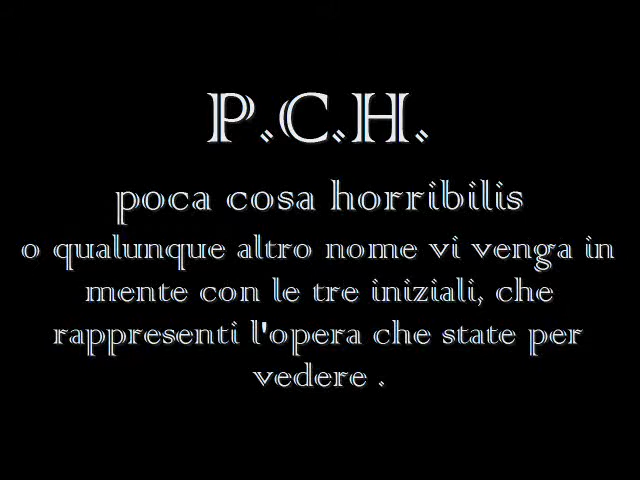 P.C.H.
poca cosa horribilis
o qualunque altro nome vi venga in
mente con le tre iniziali, che
rappresenti l'opera che state per
vedere .